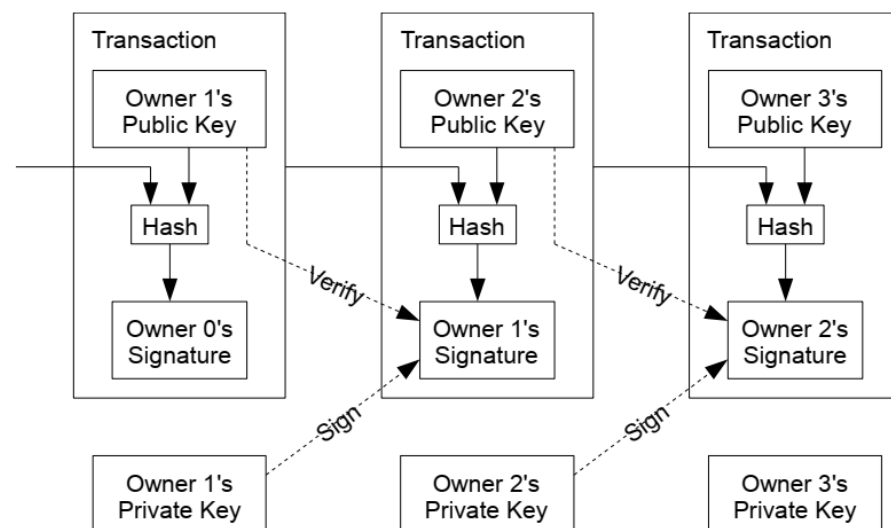 Transaction
Transaction
Transaction
Owner 1's
Public Key
Owner 2's
Public Key
Owner 3's
Public Key
Hash
Hash
Hash
Verify
Verify
Owner 0's
Signature
Owner 1's
Signature
Owner 2's
Signature
Sign
Sign
Owner 1's
Private Key
Owner 2's
Private Key
Owner 3's
Private Key